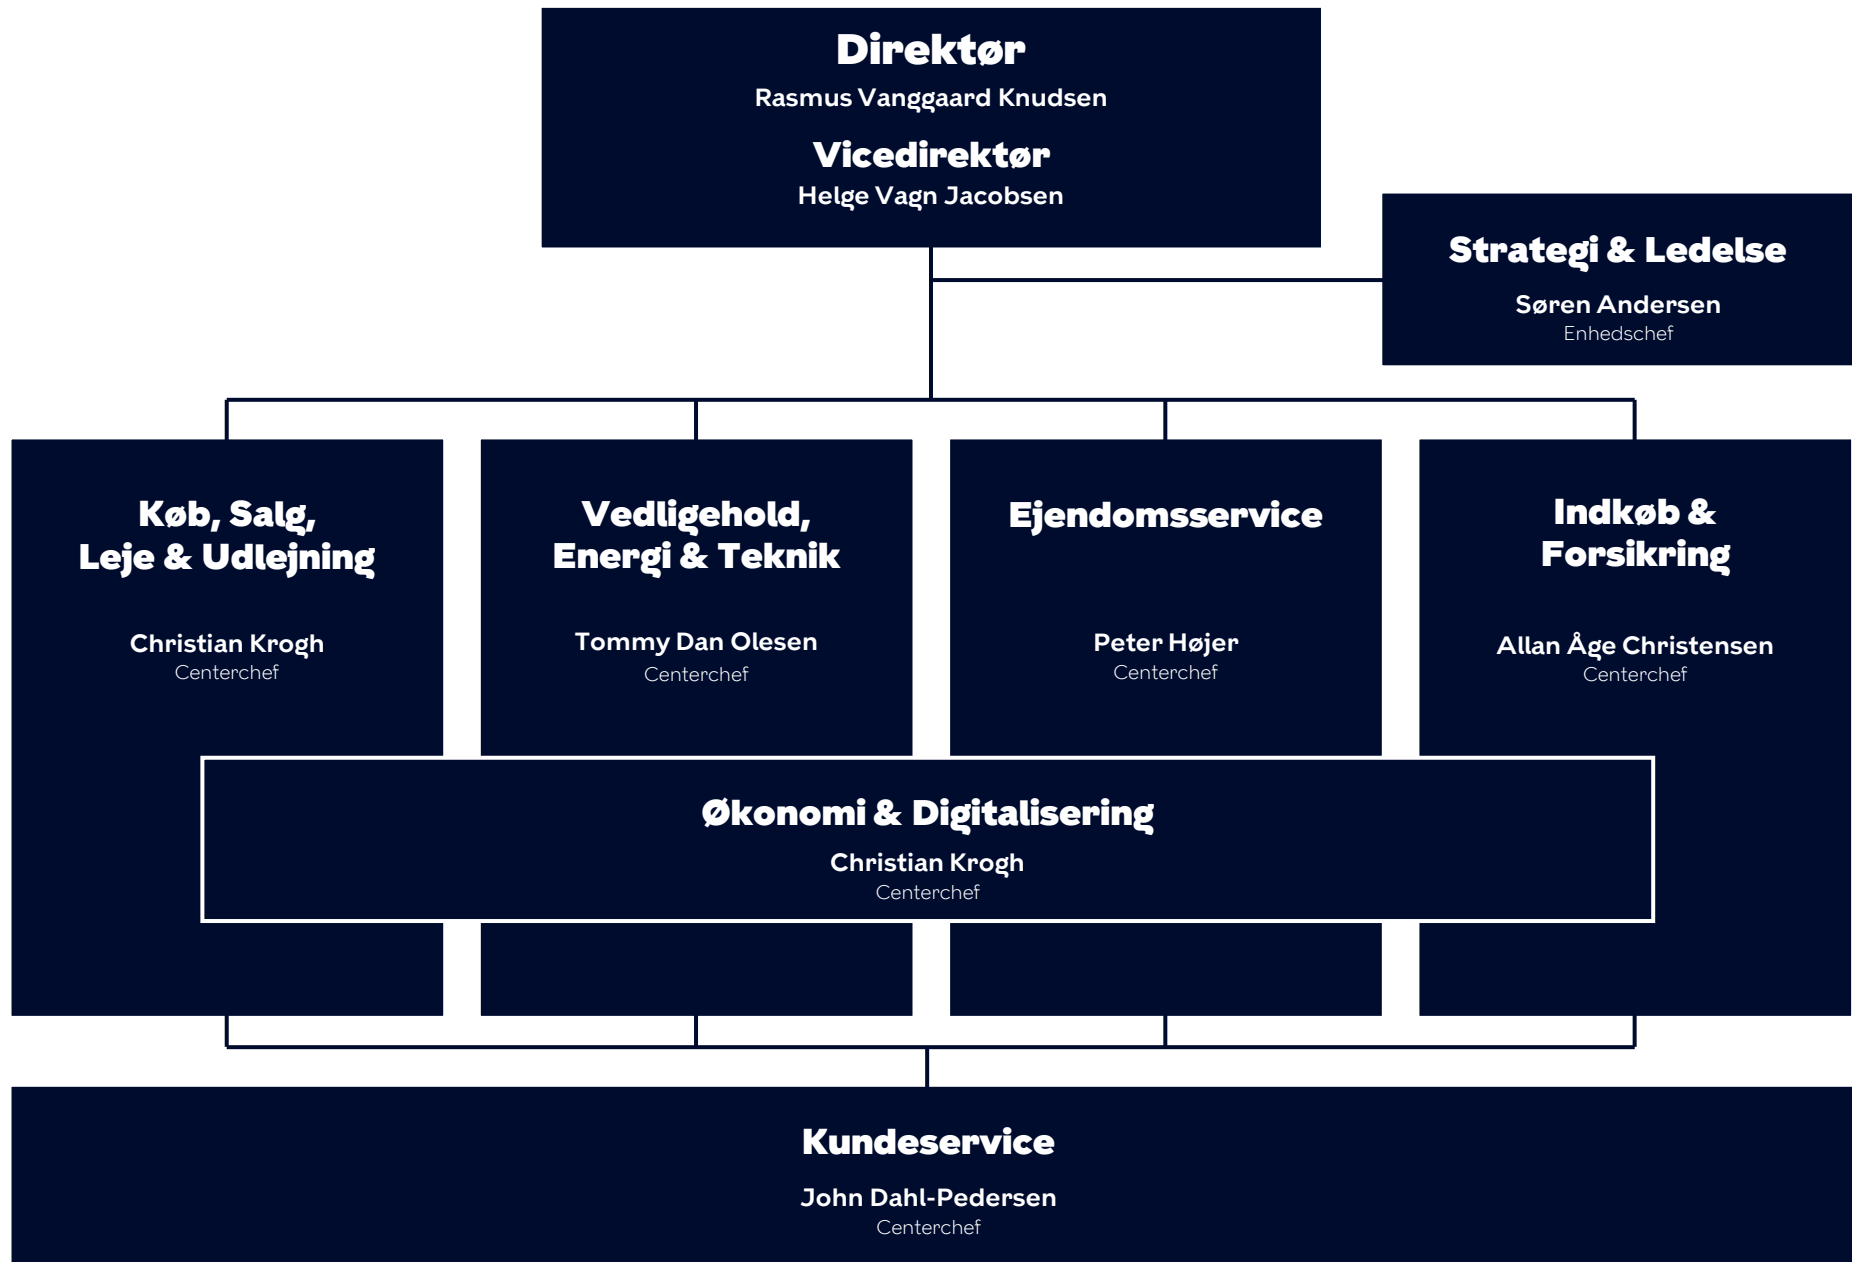 Direktør
Rasmus Vanggaard Knudsen
Vicedirektør
Helge Vagn Jacobsen
Strategi & Ledelse
Søren Andersen
Enhedschef
Køb, Salg,
Leje & Udlejning
Christian Krogh
Centerchef
Vedligehold,
Energi & Teknik
Tommy Dan Olesen
Centerchef
Ejendomsservice
Peter Højer
Centerchef
Indkøb &
Forsikring
Allan Åge Christensen
Centerchef
Økonomi & Digitalisering
Christian Krogh
Centerchef
Kundeservice
John Dahl-Pedersen
Centerchef